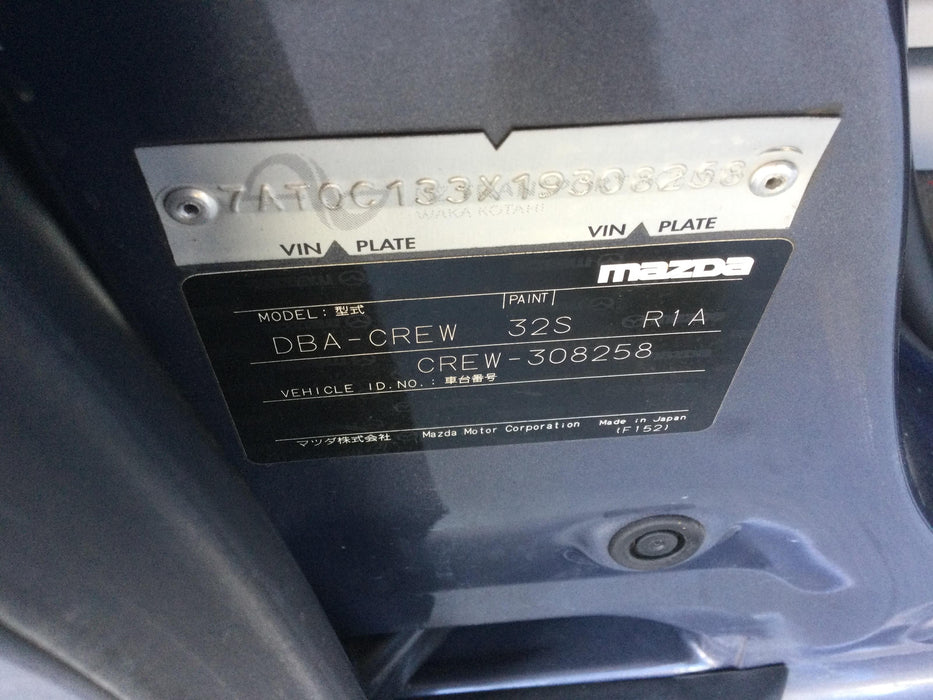 7AT0C133X19308258
WAKA KOTAHI
VIN PLATE VIN PLATE
mazda
MODEL: 型式 PAINT
DBA-CREW 32S R1A
CREW-308258
VEHICLE ID.NO.: 車台番号
マツダ株式会社 Mazda Motor Corporation Made in Japan
(F152)